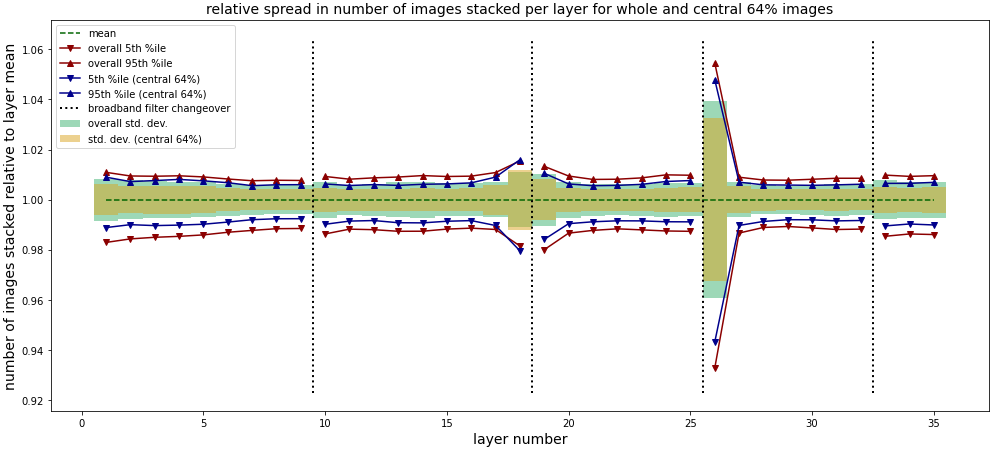 relative spread in number of images stacked per layer for whole and central 64% images
number of images stacked relative to layer mean
1.06
1.04
1.02
1.00
0.98
0.96
0.94
0.92
mean
overall 5th %ile
overall 95th %ile
5th %ile (central 64%)
95th %ile (central 64%)
broadband filter changeover
overall std. dev.
std. dev. (central 64%)
0
5
10
15
20
25
30
35
layer number